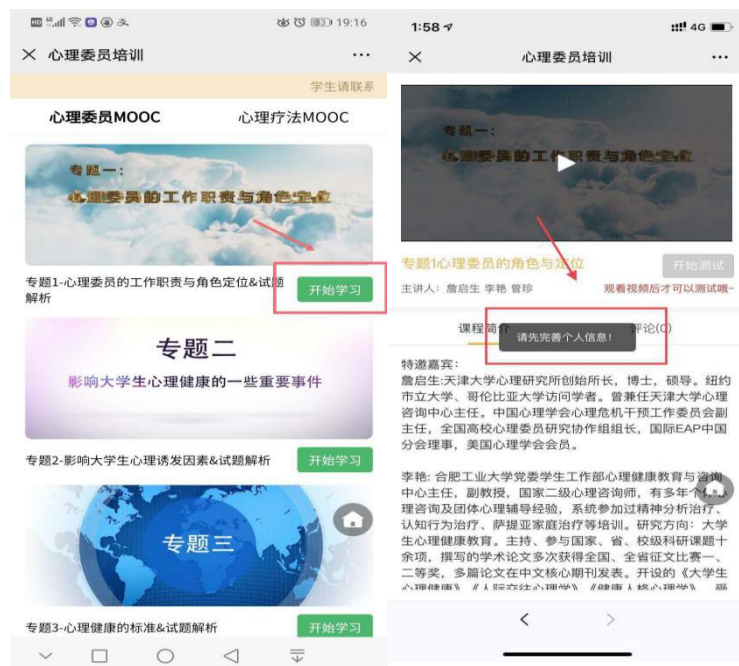 HD 19:16
心理委员培训
学生请联系
心理委员MOOC 心理疗法MOOC
专题一：
心理委员的工作职责与角色定位
专题1-心理委员的工作职责与角色定位&试题
解析
开始学习
专题二
影响大学生心理健康的一些重要事件
专题2-影响大学生心理诱发因素&试题解析
开始学习
专题三
专题3-心理健康的标准&试题解析
开始学习
1:58 4G
心理委员培训
专题一：
心理委员的工作职责与角色定位
专题1心理委员的角色与定位
开始测试
主讲人：詹启生 李艳 曾珍
观看视频后才可以测试哦~
课程简介 评论(0)
请先完善个人信息！
特邀嘉宾：
詹启生:天津大学心理研究所创始所长，博士，硕导。纽约
市立大学、哥伦比亚大学访问学者。曾兼任天津大学心理
咨询中心主任。中国心理学会心理危机干预工作委员会副
主任，全国高校心理委员研究协作组组长，国际EAP中国
分会理事，美国心理学会会员。
李艳: 合肥工业大学党委学生工作部心理健康教育与咨询
中心主任，副教授，国家二级心理咨询师，有多年个体心
理咨询及团体心理辅导经验，系统参加过精神分析治疗、
认知行为治疗、萨提亚家庭治疗等培训。研究方向：大学
生心理健康教育。主持、参与国家、省、校级科研课题十
余项，撰写的学术论文多次获得全国、全省征文比赛一、
二等奖，多篇论文在中文核心期刊发表。开设的《大学生
心理健康》《人际交往心理学》《健康人格心理学》